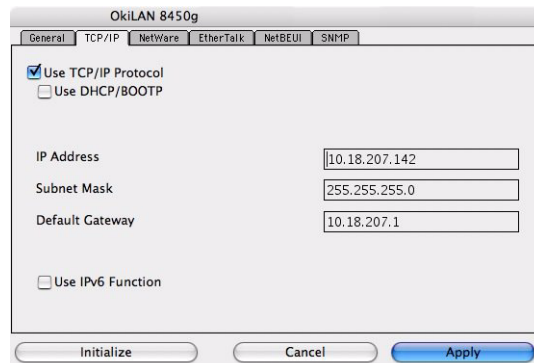 OkiLAN 8450g
General TCP/IP NetWare EtherTalk NetBEUI SNMP
Use TCP/IP Protocol
Use DHCP/BOOTP
IP Address 10.18.207.142
Subnet Mask 255.255.255.0
Default Gateway 10.18.207.1
Use IPv6 Function
Initialize Cancel Apply